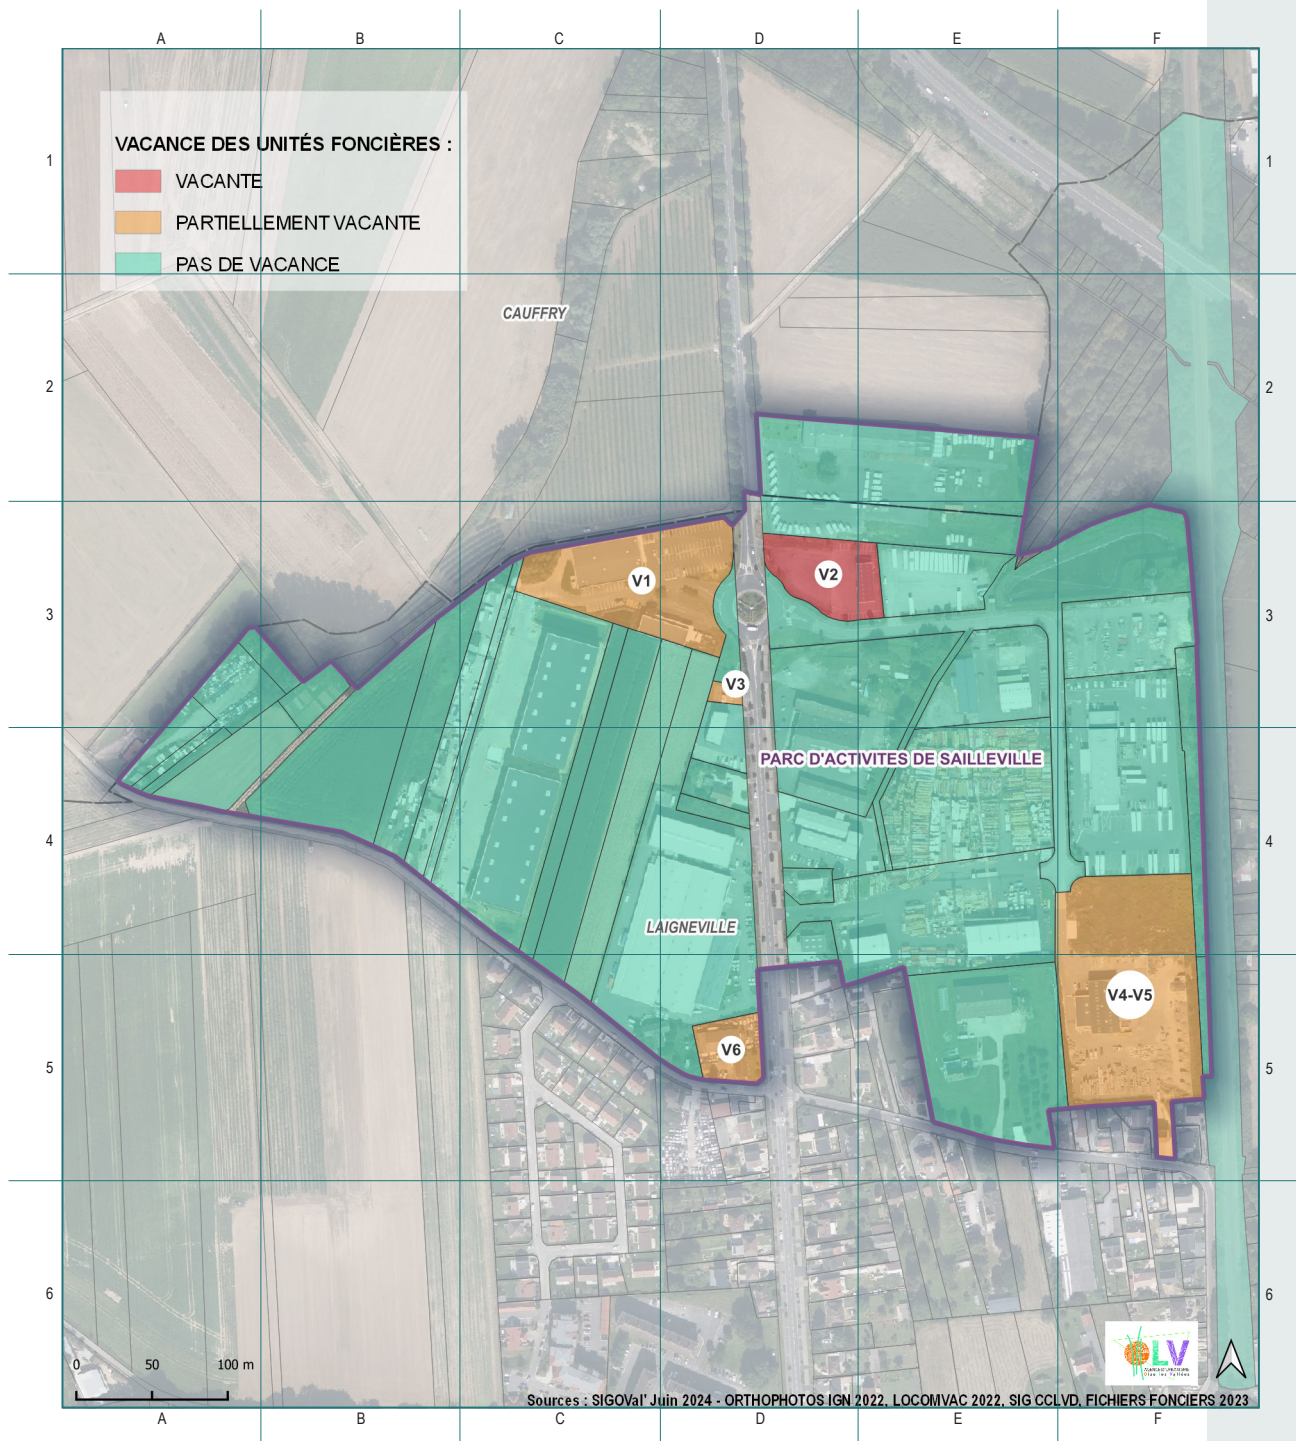 A B C D E F
VACANCE DES UNITÉS FONCIÈRES :
VACANTE
PARTIELLEMENT VACANTE
PAS DE VACANCE
1 1
CAUFFRY
2 2
V1
V2
3 3
V3
PARC D'ACTIVITES DE SAILLEVILLE
4 4
LAIGNEVILLE
V4-V5
V6
5 5
6 6
0 50 100 m
OLV
Sources : SIGOVal' Juin 2024 - ORTHOPHOTOS IGN 2022, LOCOMVAC 2022, SIG CCLVD, FICHIERS FONCIERS 2023
A B C D E F